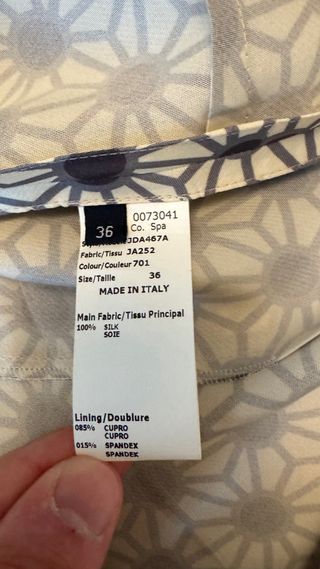 36
0073041
Co. Spa
JDA467A
Fabric/Tissu JA252
Colour/Couleur 701
Size/Taille 36
MADE IN ITALY
Main Fabric/Tissu Principal
100% SILK
SOIE
Lining/Doublure
085% CUPRO
CUPRO
015% SPANDEX
SPANDEX